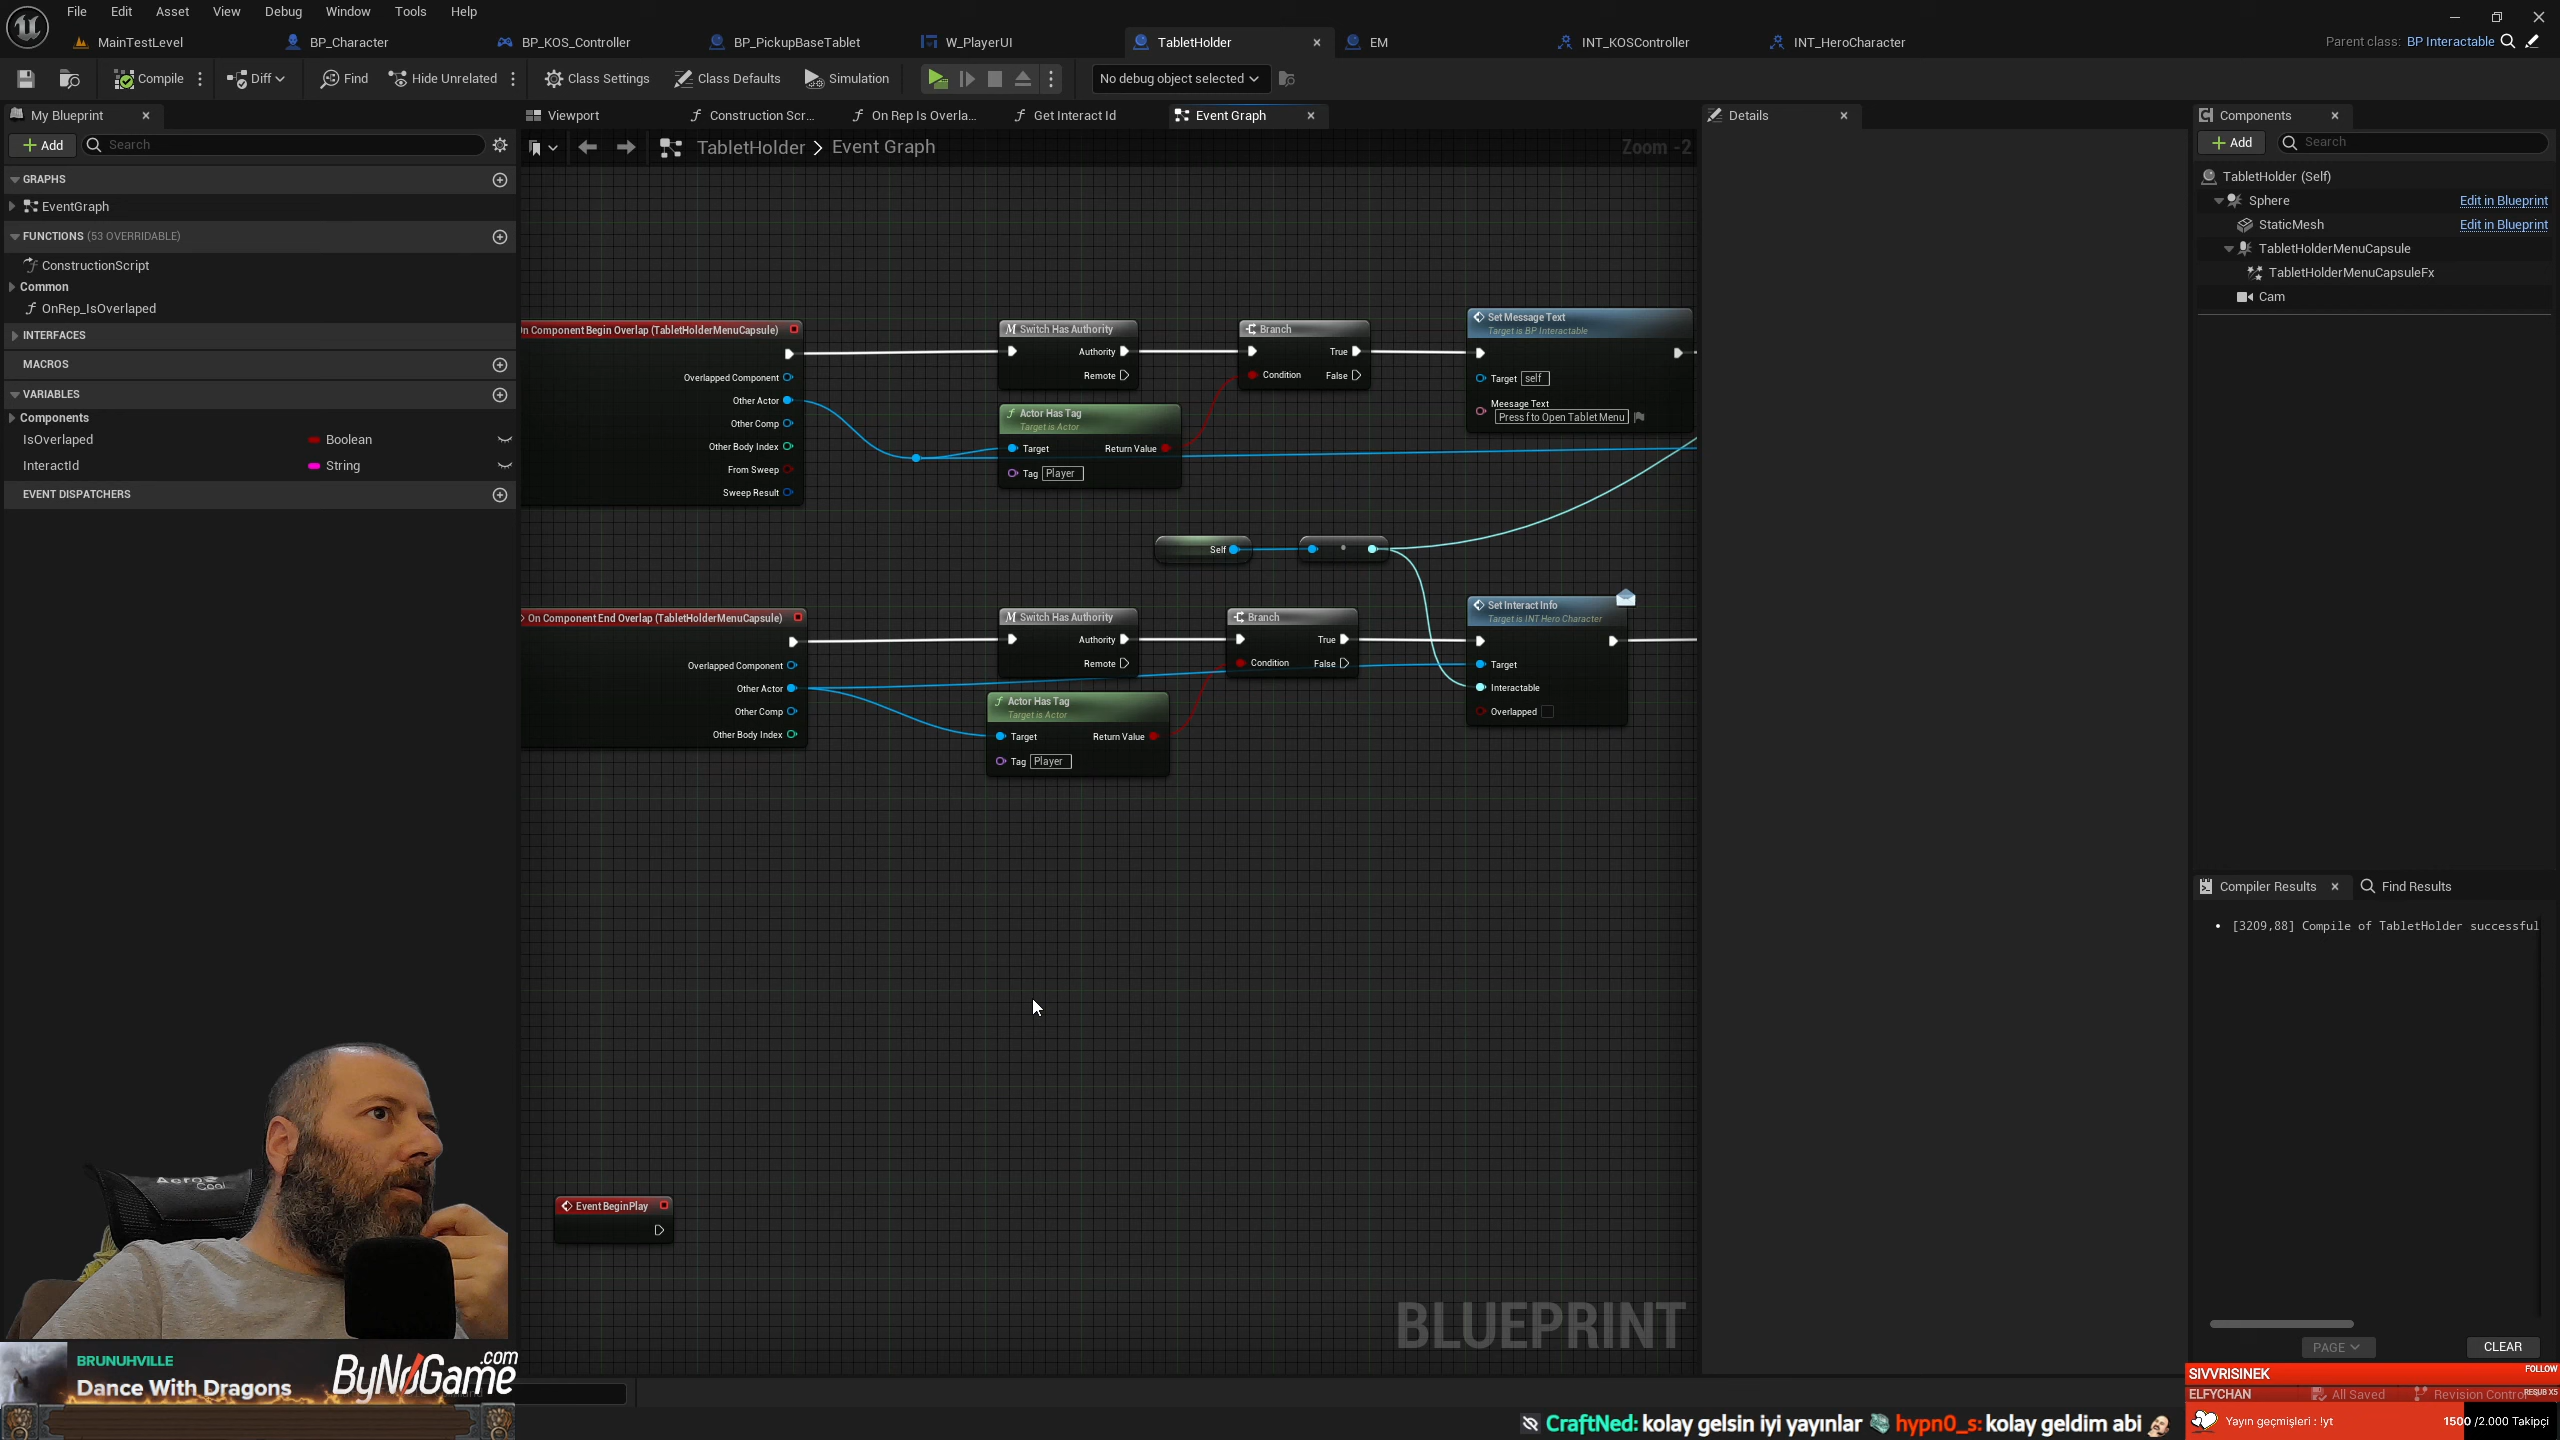 File Edit Asset View Debug Window Tools Help
MainTestLevel BP_Character BP_KOS_Controller BP_PickupBaseTablet W_PlayerUI TabletHolder EM INT_KOSController INT_HeroCharacter Parent class: BP Interactable
Compile Diff Find Hide Unrelated Class Settings Class Defaults Simulation No debug object selected
My Blueprint
Add Search
GRAPHS
EventGraph
FUNCTIONS (53 OVERRIDABLE)
ConstructionScript
Common
OnRep_IsOverlaped
INTERFACES
MACROS
VARIABLES
Components
IsOverlaped Boolean
InteractId String
EVENT DISPATCHERS
Viewport Construction Scr... On Rep Is Overla... Get Interact Id Event Graph
TabletHolder > Event Graph Zoom -2
On Component Begin Overlap (TabletHolderMenuCapsule)
Overlapped Component
Other Actor
Other Comp
Other Body Index
From Sweep
Sweep Result
Switch Has Authority
Authority
Remote
Branch
True
Condition False
Set Message Text
Target is BP Interactable
Target self
Meesage Text
Press f to Open Tablet Menu
Actor Has Tag
Target is Actor
Target Return Value
Tag Player
Self
On Component End Overlap (TabletHolderMenuCapsule)
Overlapped Component
Other Actor
Other Comp
Other Body Index
Switch Has Authority
Authority
Remote
Branch
True
Condition False
Set Interact Info
Target is INT Hero Character
Target
Interactable
Overlapped
Actor Has Tag
Target is Actor
Target Return Value
Tag Player
Event BeginPlay
BLUEPRINT
Details
Components
Add Search
TabletHolder (Self)
Sphere Edit in Blueprint
StaticMesh Edit in Blueprint
TabletHolderMenuCapsule
TabletHolderMenuCapsuleFx
Cam
Compiler Results Find Results
[3209,88] Compile of TabletHolder successful
PAGE CLEAR
SIVVRISINEK FOLLOW
ELFYCHAN All Saved Revision Contro RESUB X5
Yayın geçmişleri : !yt 1500 /2.000 Takipçi
CraftNed: kolay gelsin iyi yayınlar hypn0_s: kolay geldim abi
BRUNUHVILLE
Dance With Dragons
ByNoGame.com
Aero Cool